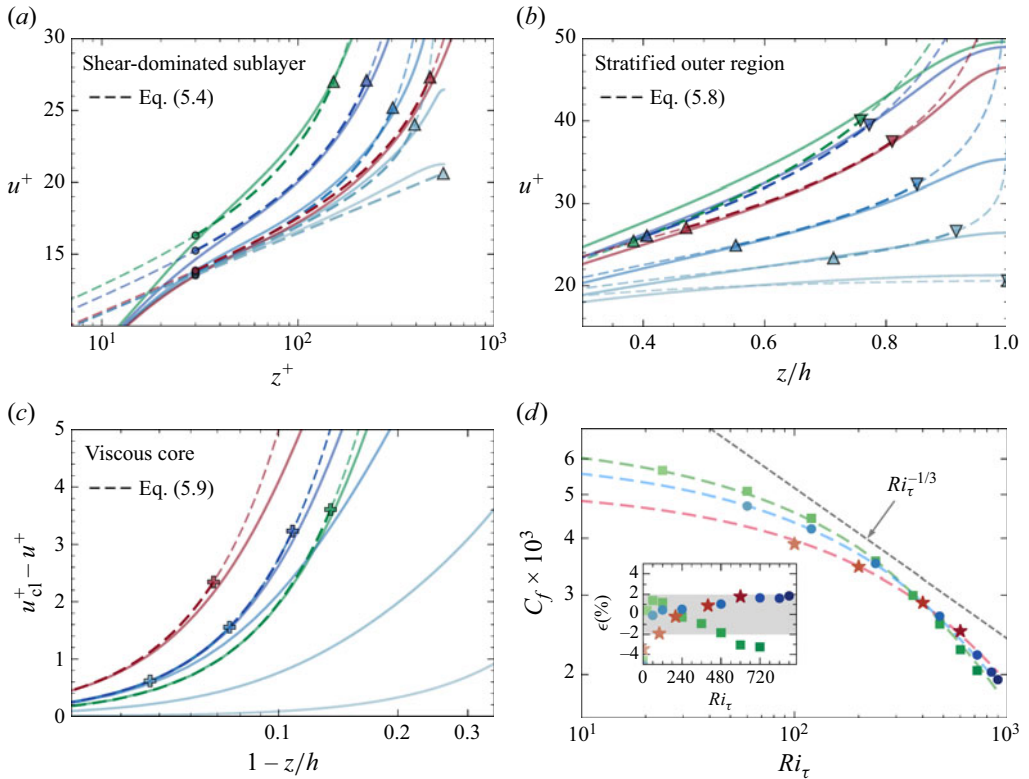 (a)
30
25
20
15
u⁺
Shear-dominated sublayer
Eq. (5.4)
10¹ 10² 10³
z⁺
(b)
50
40
30
20
u⁺
Stratified outer region
Eq. (5.8)
0.4 0.6 0.8 1.0
z/h
(c)
5
4
3
2
1
0
u⁺cl – u⁺
Viscous core
Eq. (5.9)
0.1 0.2 0.3
1 – z/h
(d)
6
5
4
3
2
C_f × 10³
Ri_τ^−1/3
4
2
0
−2
−4
ϵ(%)
0 240 480 720
Ri_τ
10¹ 10² 10³
Ri_τ